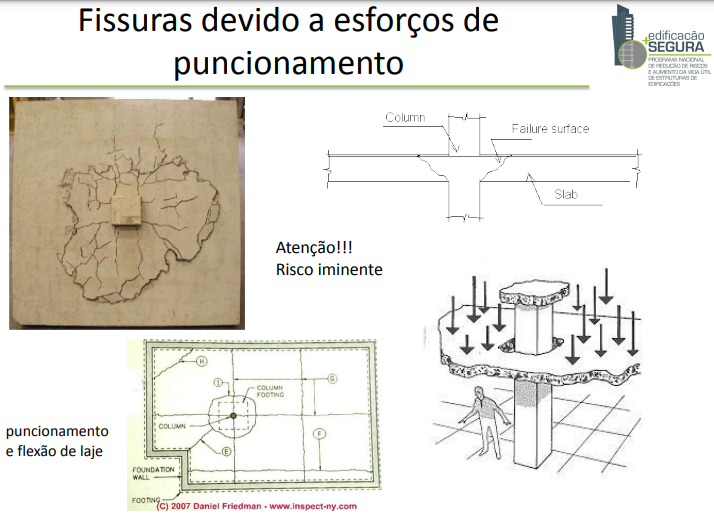 Fissuras devido a esforços de
puncionamento
edificação
+SEGURA
PROGRAMA NACIONAL
DE REDUÇÃO DE RISCOS
E AUMENTO DA VIDA ÚTIL
DE ESTRUTURAS DE
EDIFICAÇÕES
Column
Failure surface
Slab
Atenção!!!
Risco iminente
puncionamento
e flexão de laje
H
I
G
COLUMN
FOOTING
COLUMN
E
F
FOUNDATION
WALL
FOOTING
(C) 2007 Daniel Friedman - www.inspect-ny.com